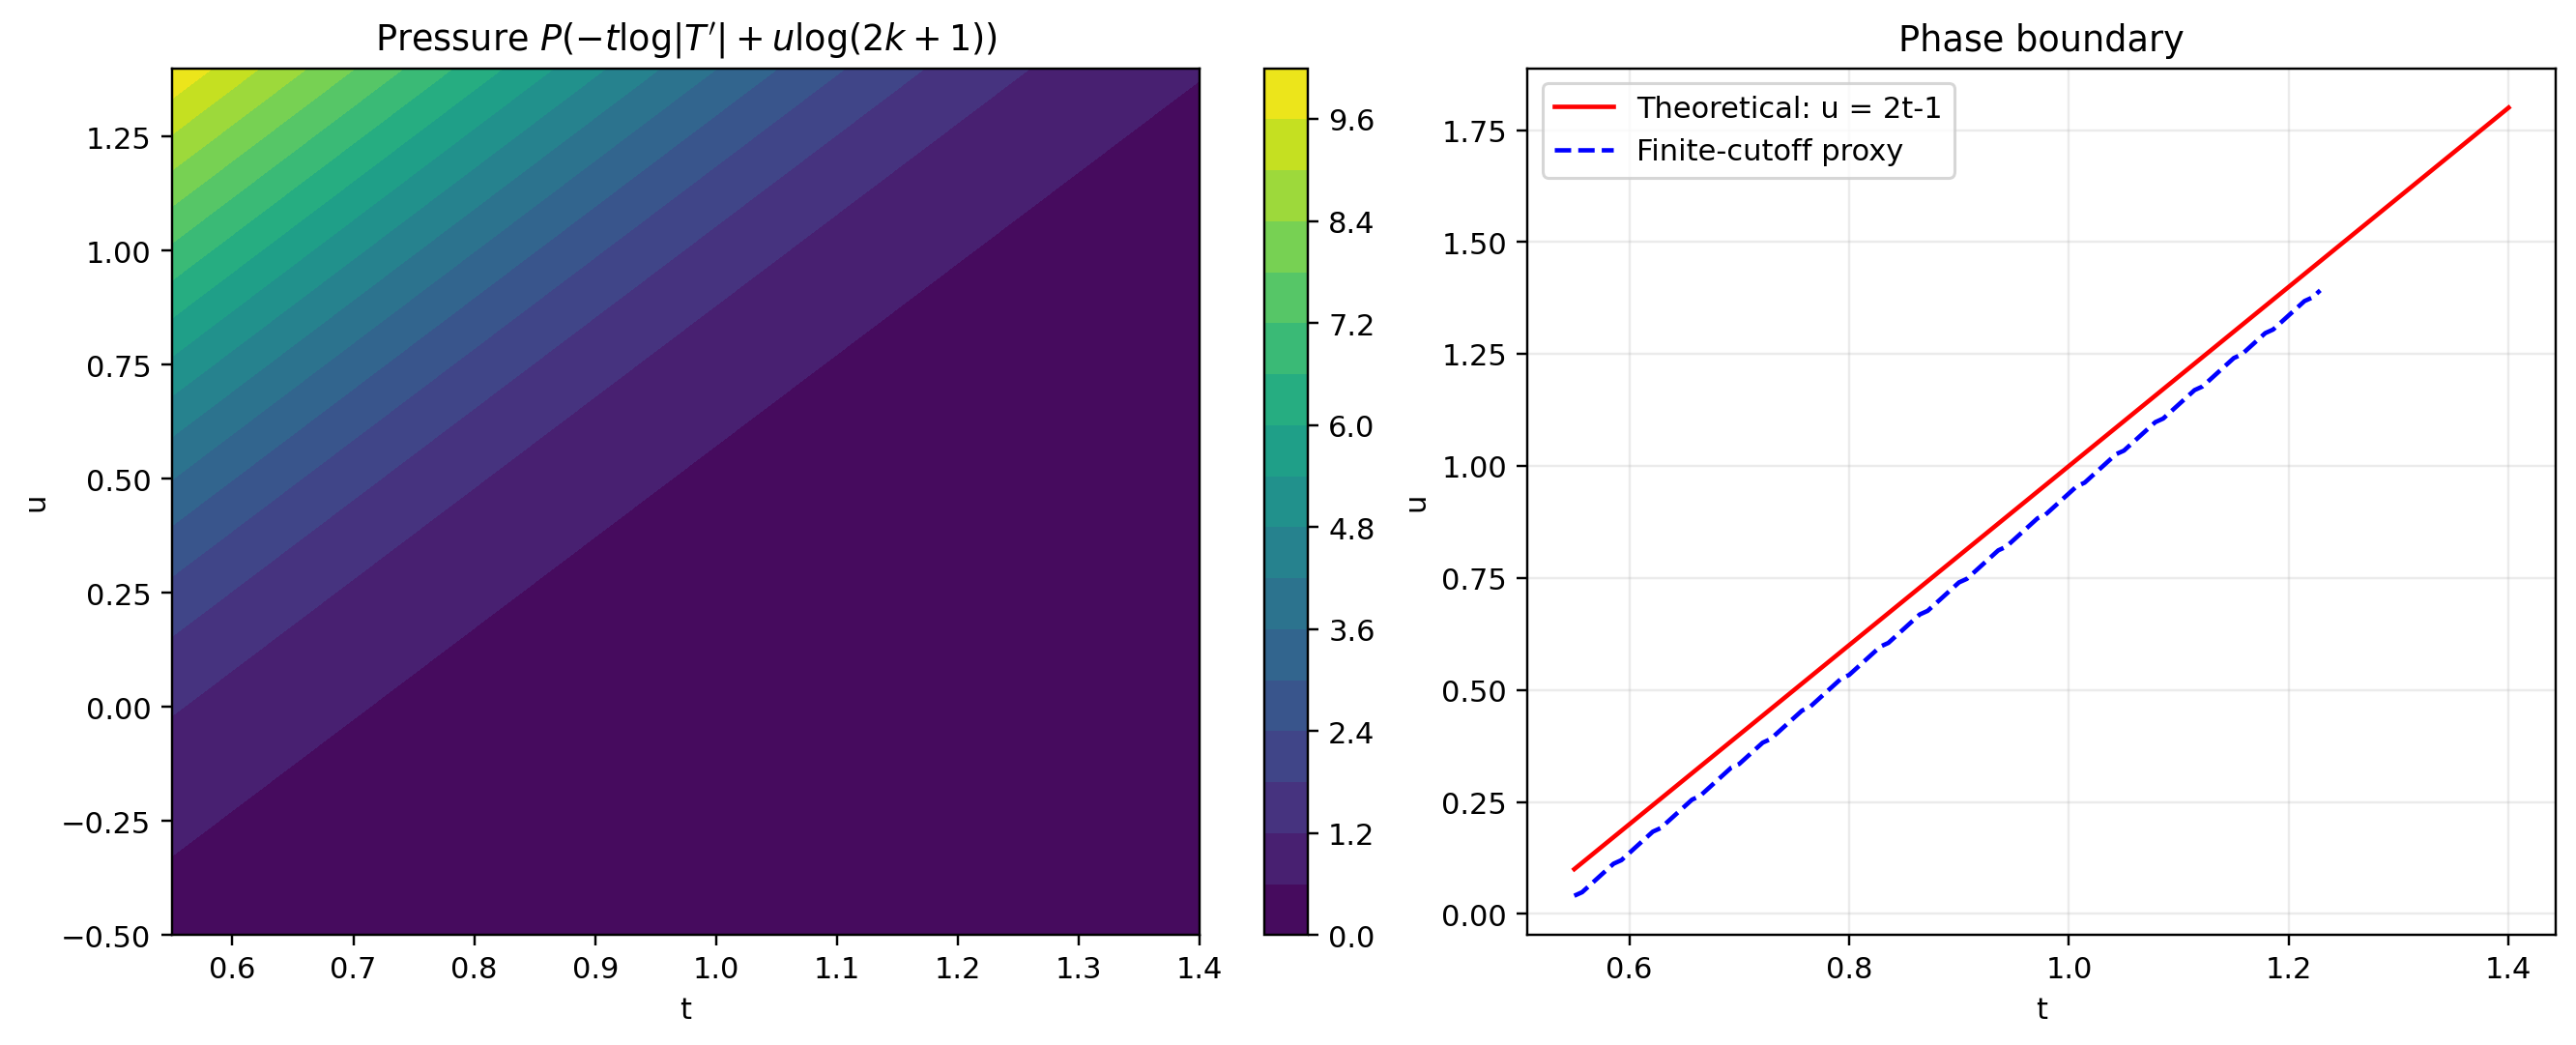 Pressure P(−t log|T′| + u log(2k + 1))
1.25
1.00
0.75
0.50
0.25
0.00
−0.25
−0.50
u
0.6 0.7 0.8 0.9 1.0 1.1 1.2 1.3 1.4
t
9.6
8.4
7.2
6.0
4.8
3.6
2.4
1.2
0.0
Phase boundary
Theoretical: u = 2t-1
Finite-cutoff proxy
1.75
1.50
1.25
1.00
0.75
0.50
0.25
0.00
u
0.6 0.8 1.0 1.2 1.4
t